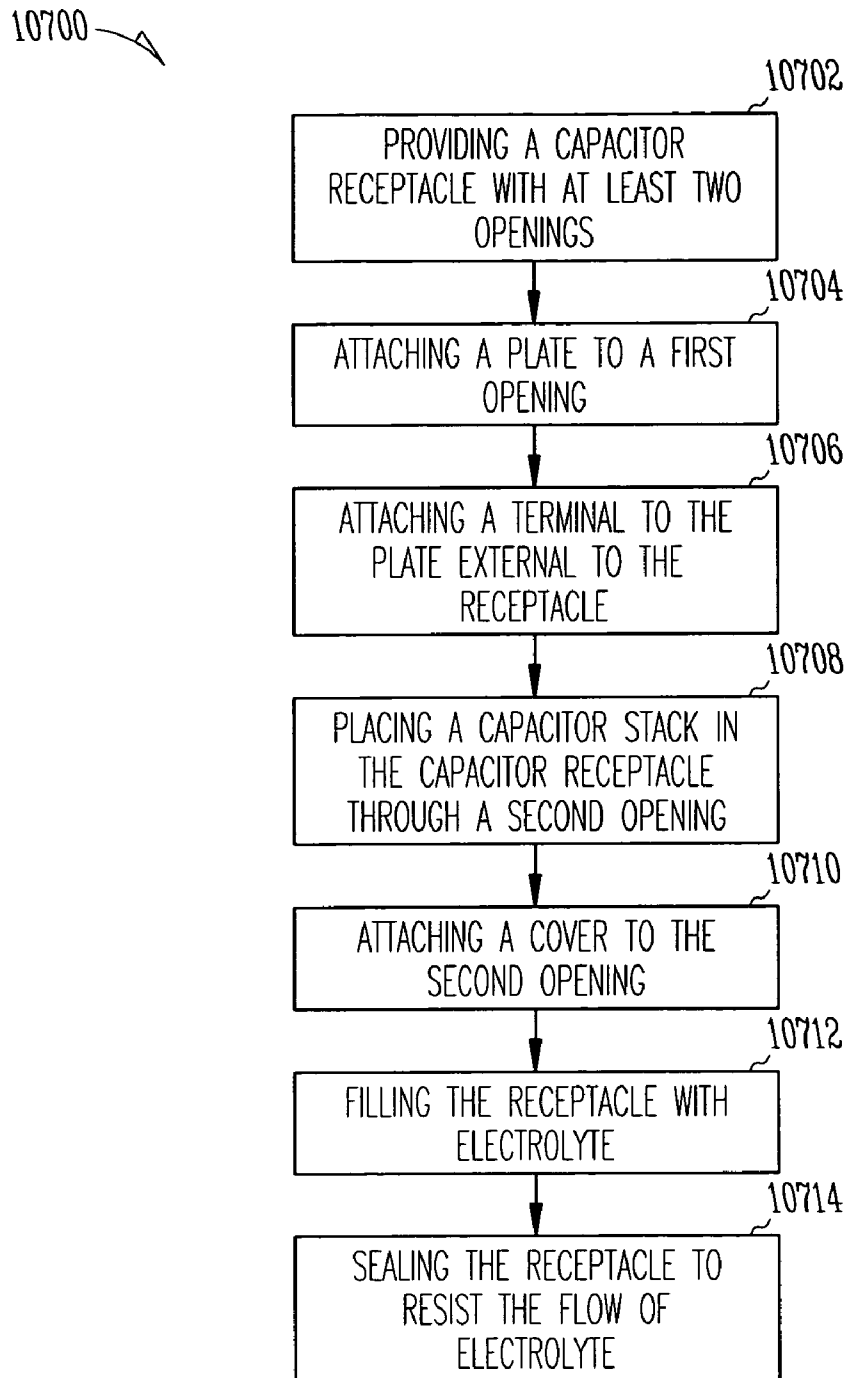 10700
10702
PROVIDING A CAPACITOR
RECEPTACLE WITH AT LEAST TWO
OPENINGS
10704
ATTACHING A PLATE TO A FIRST
OPENING
10706
ATTACHING A TERMINAL TO THE
PLATE EXTERNAL TO THE
RECEPTACLE
10708
PLACING A CAPACITOR STACK IN
THE CAPACITOR RECEPTACLE
THROUGH A SECOND OPENING
10710
ATTACHING A COVER TO THE
SECOND OPENING
10712
FILLING THE RECEPTACLE WITH
ELECTROLYTE
10714
SEALING THE RECEPTACLE TO
RESIST THE FLOW OF
ELECTROLYTE